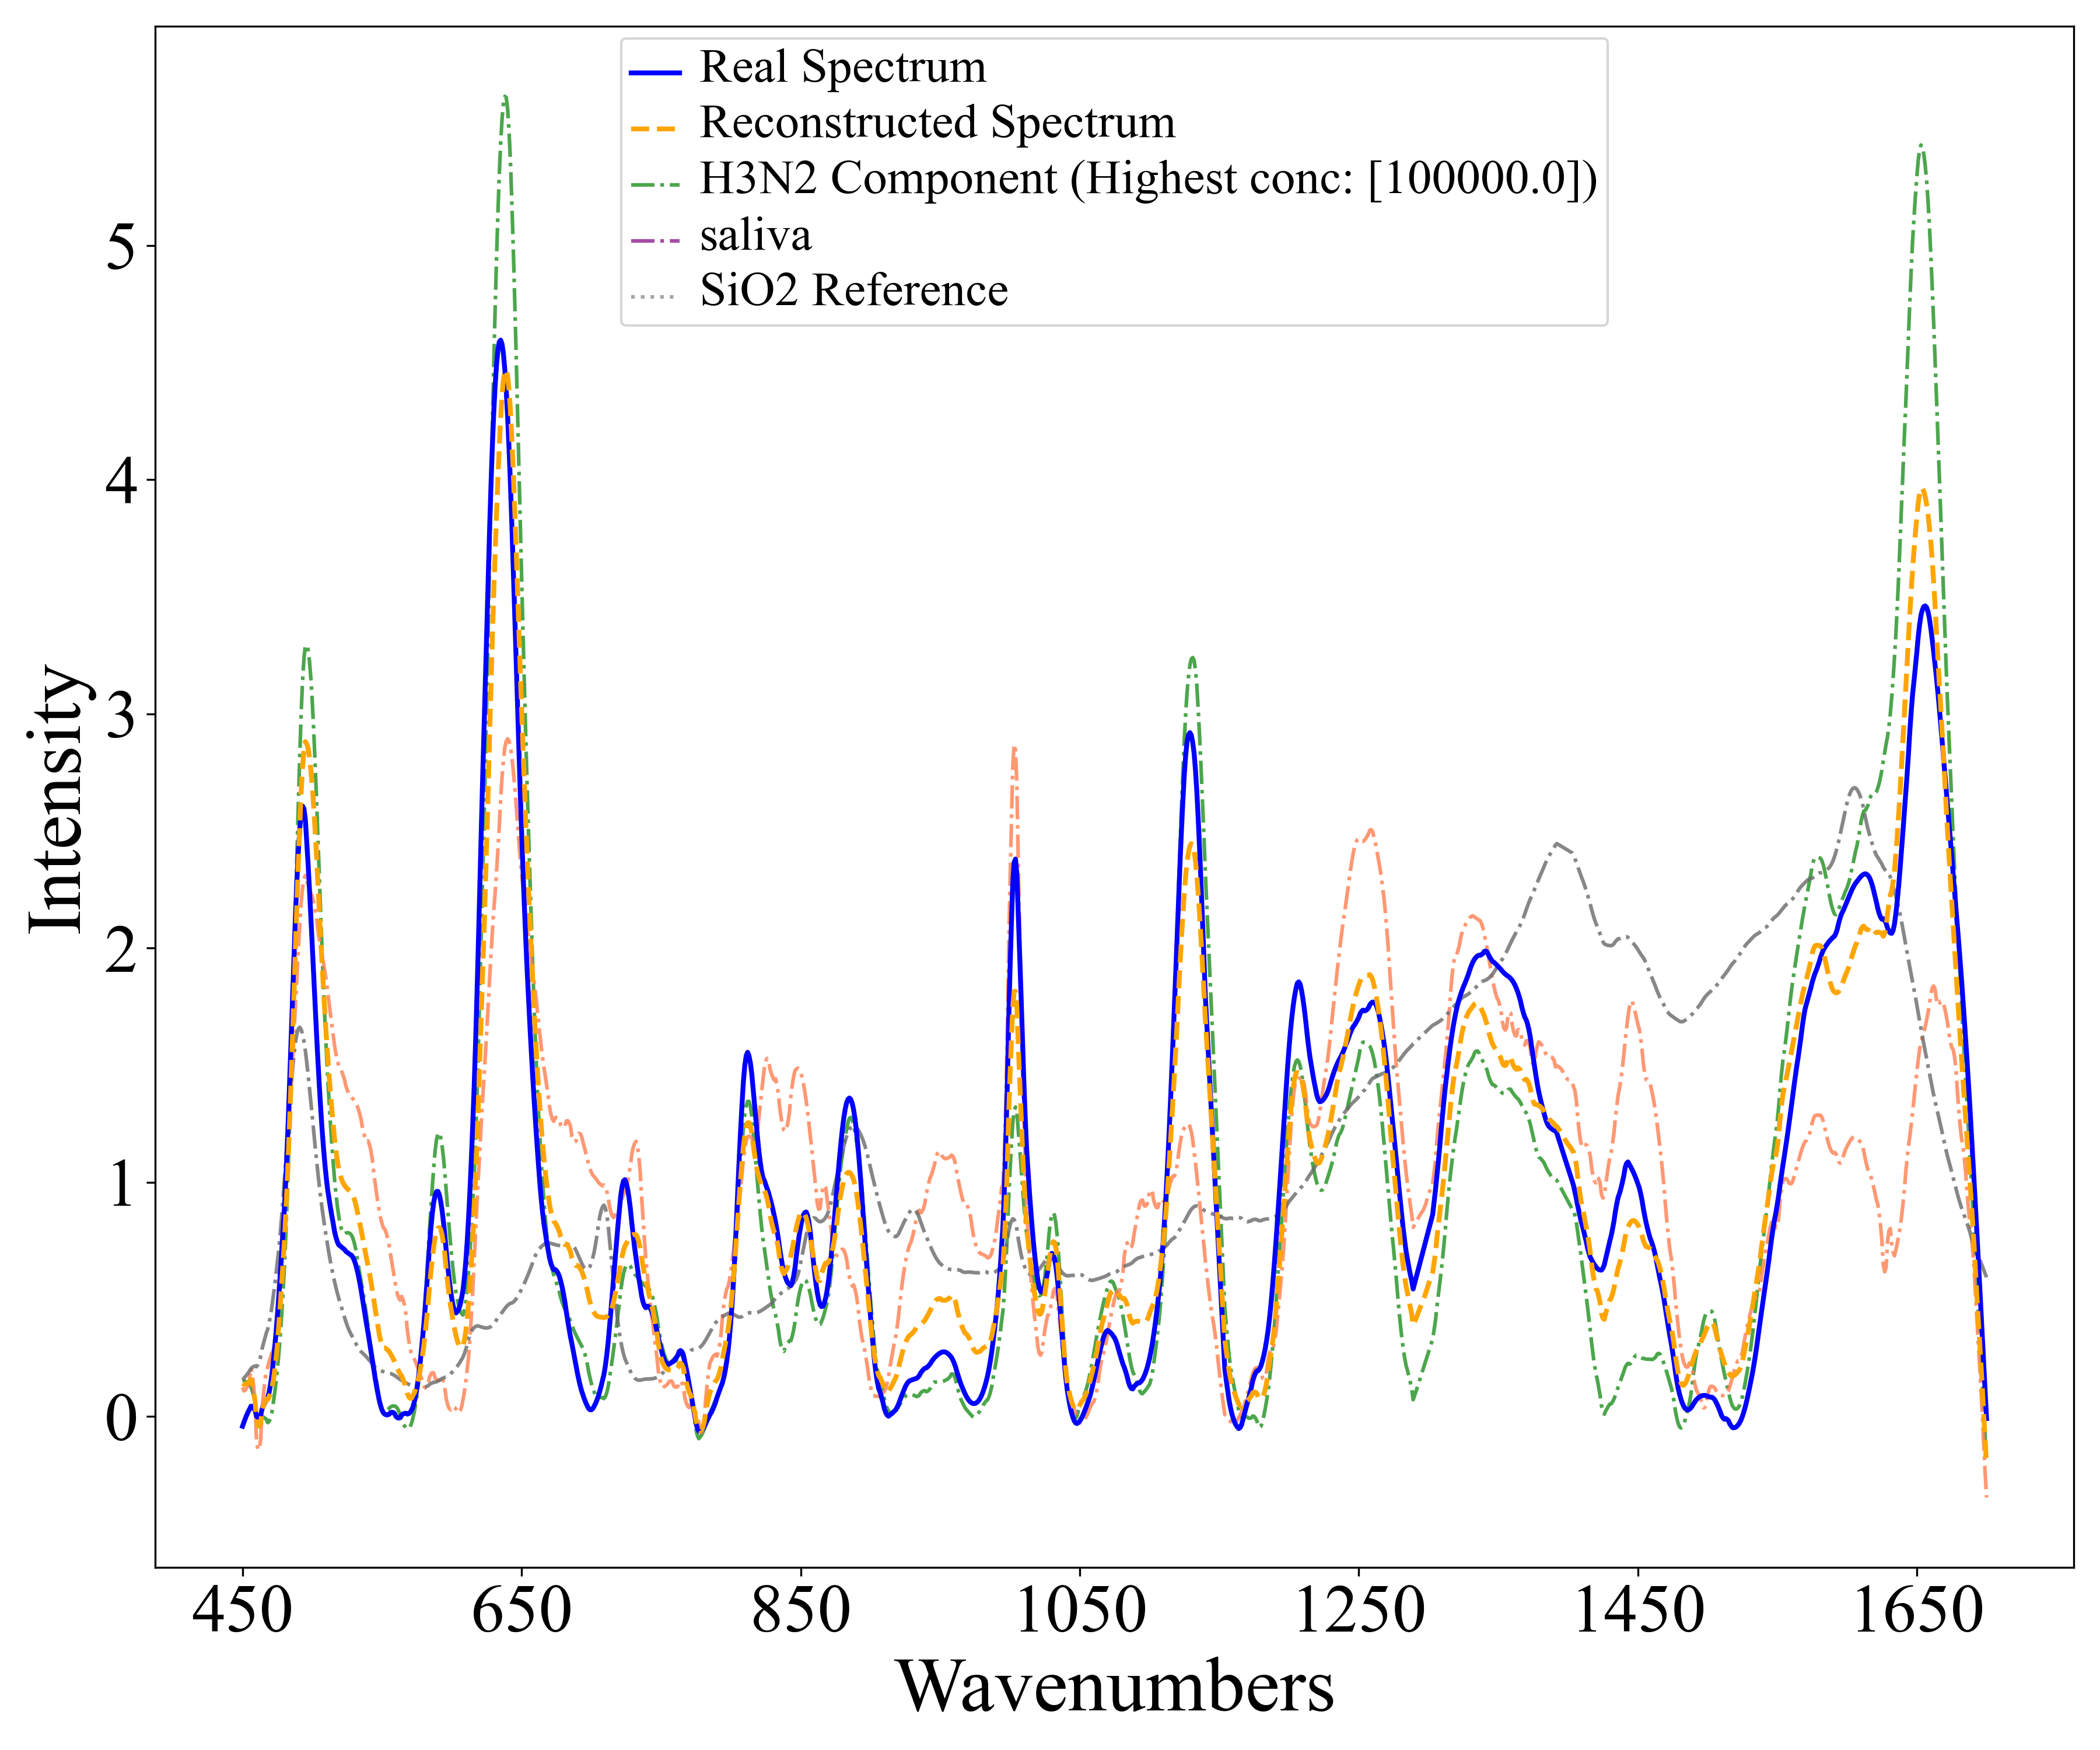 Real Spectrum
Reconstructed Spectrum
H3N2 Component (Highest conc: [100000.0])
saliva
SiO2 Reference
Intensity
5
4
3
2
1
0
450 650 850 1050 1250 1450 1650
Wavenumbers